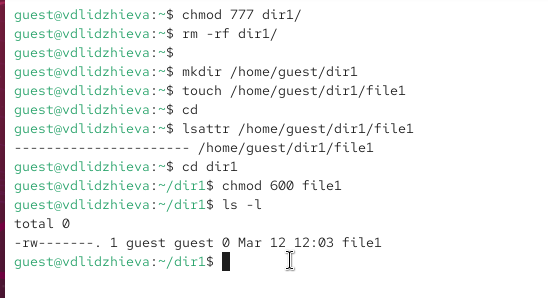 guest@vdlidzhieva:~$ chmod 777 dir1/
guest@vdlidzhieva:~$ rm -rf dir1/
guest@vdlidzhieva:~$
guest@vdlidzhieva:~$ mkdir /home/guest/dir1
guest@vdlidzhieva:~$ touch /home/guest/dir1/file1
guest@vdlidzhieva:~$ cd
guest@vdlidzhieva:~$ lsattr /home/guest/dir1/file1
---------------------- /home/guest/dir1/file1
guest@vdlidzhieva:~$ cd dir1
guest@vdlidzhieva:~/dir1$ chmod 600 file1
guest@vdlidzhieva:~/dir1$ ls -l
total 0
-rw-------. 1 guest guest 0 Mar 12 12:03 file1
guest@vdlidzhieva:~/dir1$